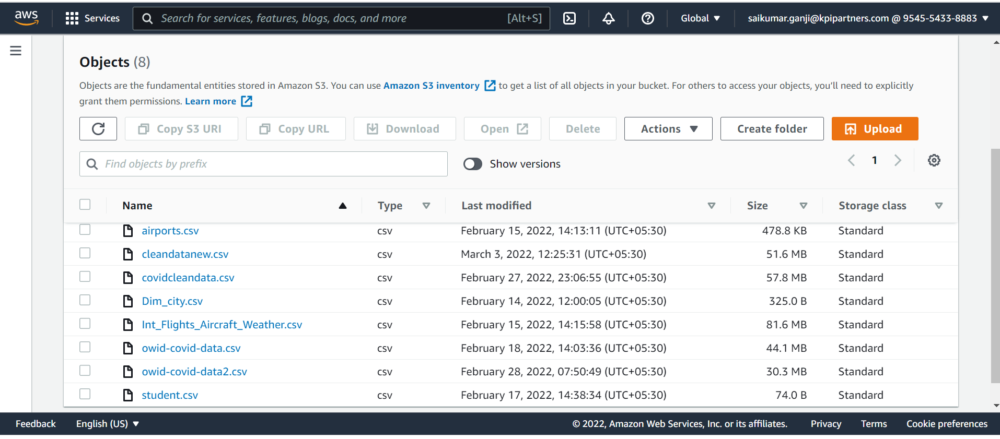 aws Services Search for services, features, blogs, docs, and more [Alt+S] Global saikumar.ganji@kpipartners.com @ 9545-5433-8883
Objects (8)
Objects are the fundamental entities stored in Amazon S3. You can use Amazon S3 inventory to get a list of all objects in your bucket. For others to access your objects, you’ll need to explicitly
grant them permissions. Learn more
Copy S3 URI Copy URL Download Open Delete Actions Create folder Upload
Find objects by prefix Show versions 1
Name Type Last modified Size Storage class
airports.csv csv February 15, 2022, 14:13:11 (UTC+05:30) 478.8 KB Standard
cleandatanew.csv csv March 3, 2022, 12:25:31 (UTC+05:30) 51.6 MB Standard
covidcleandata.csv csv February 27, 2022, 23:06:55 (UTC+05:30) 57.8 MB Standard
Dim_city.csv csv February 14, 2022, 12:00:05 (UTC+05:30) 325.0 B Standard
Int_Flights_Aircraft_Weather.csv csv February 15, 2022, 14:15:58 (UTC+05:30) 81.6 MB Standard
owid-covid-data.csv csv February 18, 2022, 14:03:36 (UTC+05:30) 44.1 MB Standard
owid-covid-data2.csv csv February 28, 2022, 07:50:49 (UTC+05:30) 30.3 MB Standard
student.csv csv February 17, 2022, 14:38:34 (UTC+05:30) 74.0 B Standard
Feedback English (US) © 2022, Amazon Web Services, Inc. or its affiliates. Privacy Terms Cookie preferences